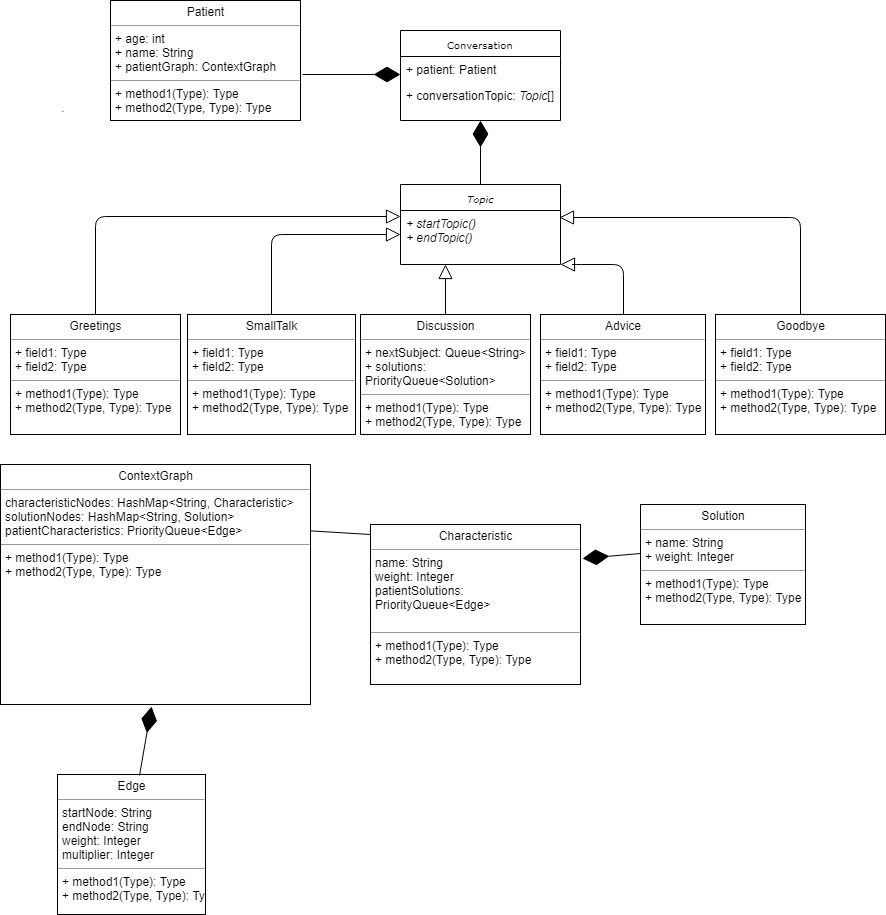 Patient
+ age: int
+ name: String
+ patientGraph: ContextGraph
+ method1(Type): Type
+ method2(Type, Type): Type
Conversation
+ patient: Patient
+ conversationTopic: Topic[]
Topic
+ startTopic()
+ endTopic()
Greetings
+ field1: Type
+ field2: Type
+ method1(Type): Type
+ method2(Type, Type): Type
SmallTalk
+ field1: Type
+ field2: Type
+ method1(Type): Type
+ method2(Type, Type): Type
Discussion
+ nextSubject: Queue<String>
+ solutions:
PriorityQueue<Solution>
+ method1(Type): Type
+ method2(Type, Type): Type
Advice
+ field1: Type
+ field2: Type
+ method1(Type): Type
+ method2(Type, Type): Type
Goodbye
+ field1: Type
+ field2: Type
+ method1(Type): Type
+ method2(Type, Type): Type
ContextGraph
characteristicNodes: HashMap<String, Characteristic>
solutionNodes: HashMap<String, Solution>
patientCharacteristics: PriorityQueue<Edge>
+ method1(Type): Type
+ method2(Type, Type): Type
Characteristic
name: String
weight: Integer
patientSolutions:
PriorityQueue<Edge>
+ method1(Type): Type
+ method2(Type, Type): Type
Solution
+ name: String
+ weight: Integer
+ method1(Type): Type
+ method2(Type, Type): Type
Edge
startNode: String
endNode: String
weight: Integer
multiplier: Integer
+ method1(Type): Type
+ method2(Type, Type): Ty